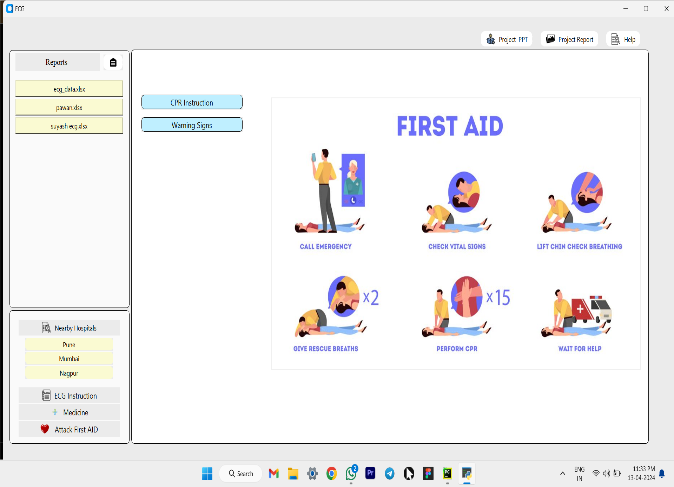 ECG
Project PPT
Project Report
Help
Reports
ecg_data.xlsx
pawan.xlsx
suyash ecg.xlsx
CPR Instruction
Warning Signs
FIRST AID
CALL EMERGENCY
CHECK VITAL SIGNS
LIFT CHIN CHECK BREATHING
x2
x15
GIVE RESCUE BREATHS
PERFORM CPR
WAIT FOR HELP
Nearby Hospitals
Pune
Mumbai
Nagpur
ECG Instruction
Medicine
Attack First AID
Search
2
Pr
ENG
IN
11:33 PM
13-04-2024